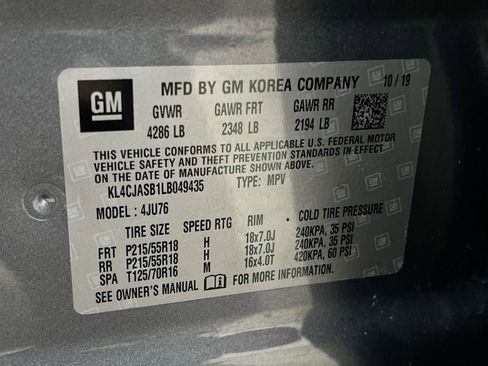 GM
MFD BY GM KOREA COMPANY 10/19
GVWR GAWR FRT GAWR RR
4286 LB 2348 LB 2194 LB
THIS VEHICLE CONFORMS TO ALL APPLICABLE U.S. FEDERAL MOTOR
VEHICLE SAFETY AND THEFT PREVENTION STANDARDS IN EFFECT
ON THE DATE OF MANUFACTURE SHOWN ABOVE.
KL4CJASB1LB049435 TYPE: MPV
MODEL: 4JU76
TIRE SIZE SPEED RTG RIM COLD TIRE PRESSURE
FRT P215/55R18 H 18x7.0J 240KPA, 35 PSI
RR P215/55R18 H 18x7.0J 240KPA, 35 PSI
SPA T125/70R16 M 16x4.0T 420KPA, 60 PSI
SEE OWNER'S MANUAL FOR MORE INFORMATION.